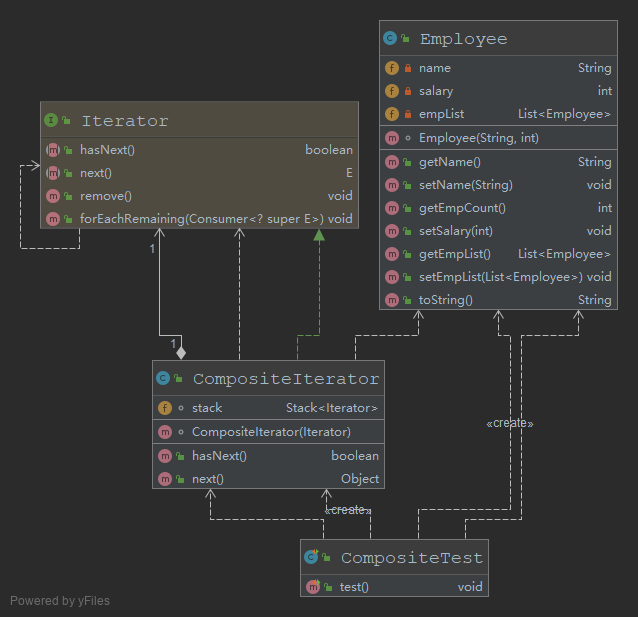 Employee
name String
salary int
empList List<Employee>
Employee(String, int)
getName() String
setName(String) void
getEmpCount() int
setSalary(int) void
getEmpList() List<Employee>
setEmpList(List<Employee>) void
toString() String
Iterator
hasNext() boolean
next() E
remove() void
forEachRemaining(Consumer<? super E>) void
1
1
CompositeIterator
stack Stack<Iterator>
CompositeIterator(Iterator)
hasNext() boolean
next() Object
«create»
«create»
CompositeTest
test() void
Powered by yFiles